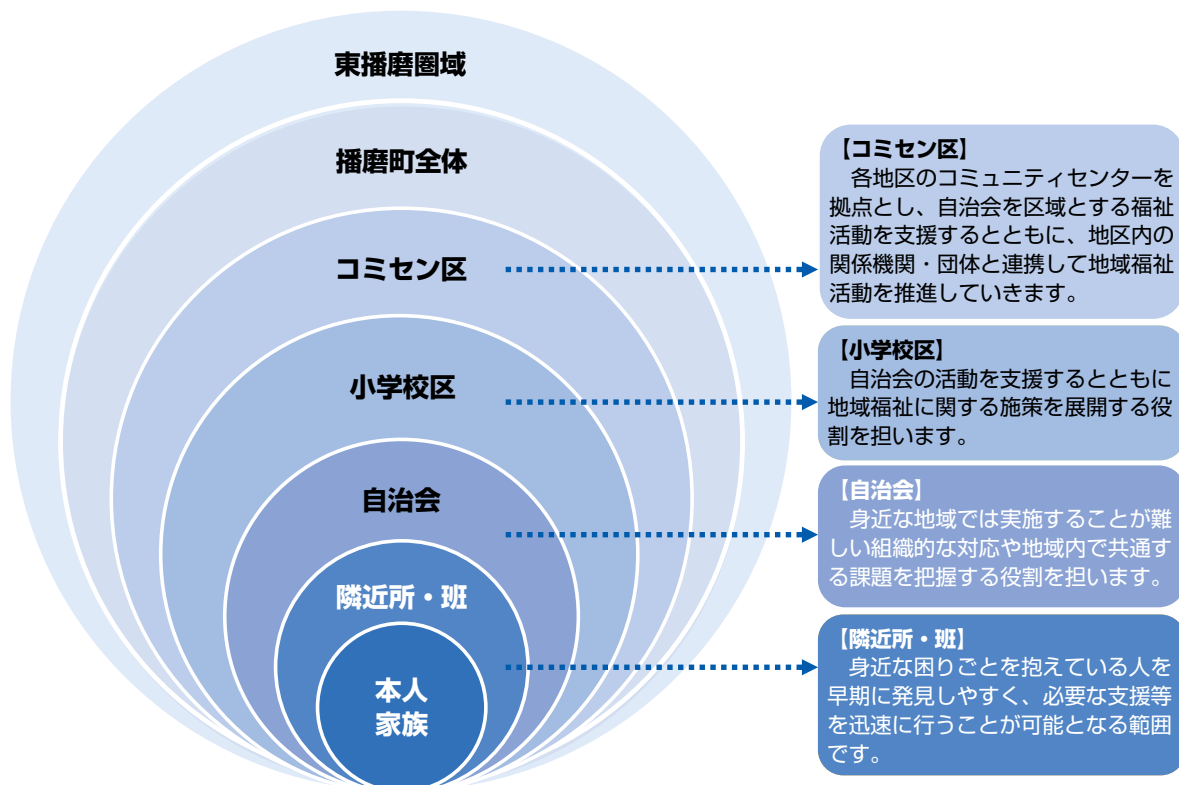 東播磨圏域
播磨町全体
コミセン区
小学校区
自治会
隣近所・班
本人
家族
【コミセン区】
各地区のコミュニティセンターを
拠点とし、自治会を区域とする福祉
活動を支援するとともに、地区内の
関係機関・団体と連携して地域福祉
活動を推進していきます。
【小学校区】
自治会の活動を支援するとともに
地域福祉に関する施策を展開する役
割を担います。
【自治会】
身近な地域では実施することが難
しい組織的な対応や地域内で共通す
る課題を把握する役割を担います。
【隣近所・班】
身近な困りごとを抱えている人を
早期に発見しやすく、必要な支援等
を迅速に行うことが可能となる範囲
です。